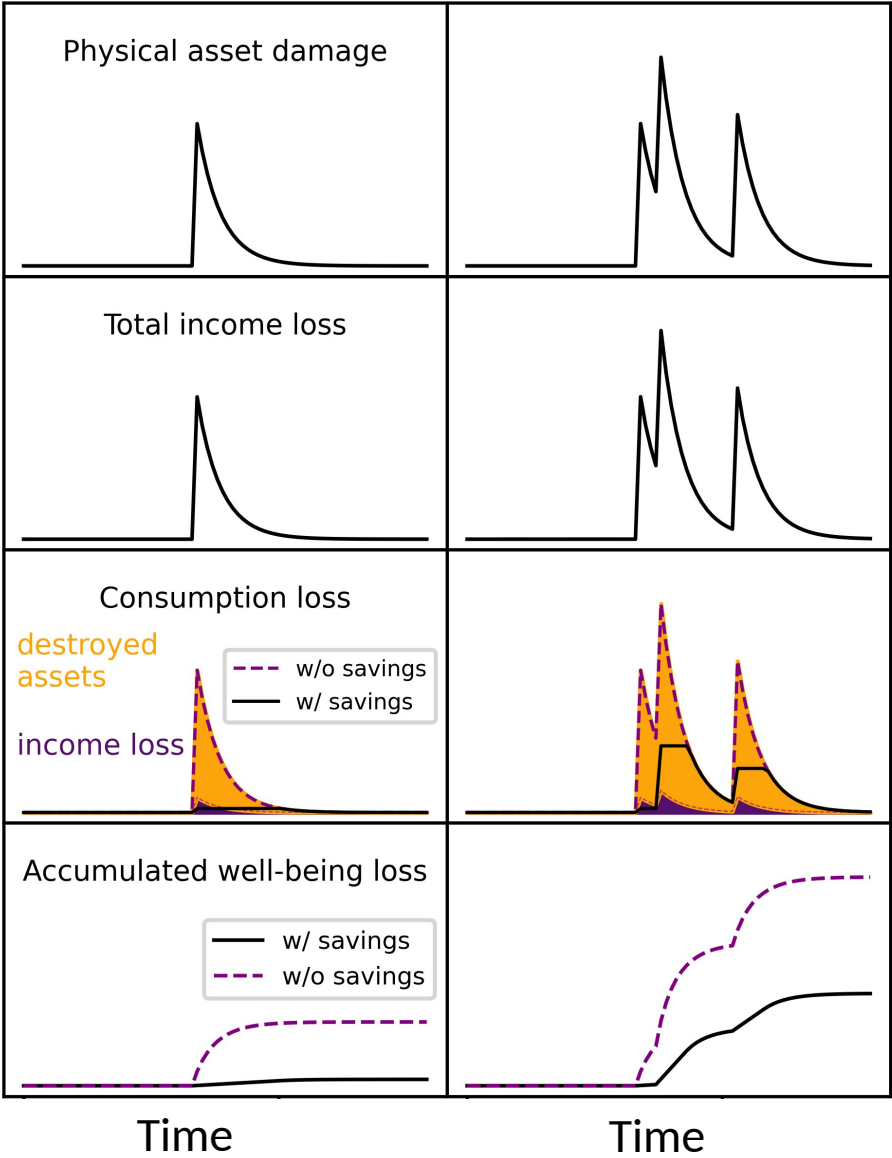 Physical asset damage
Total income loss
Consumption loss
destroyed
assets
income loss
w/o savings
w/ savings
Accumulated well-being loss
w/ savings
w/o savings
Time
Time